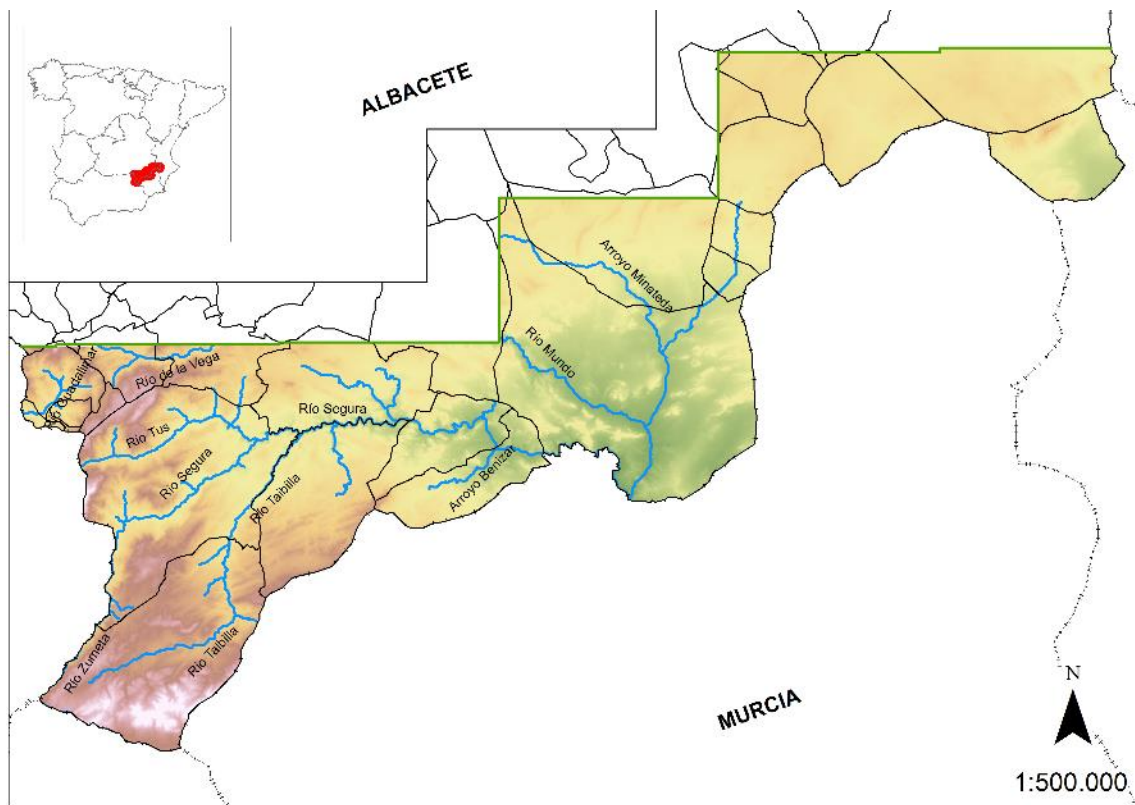 ALBACETE
Arroyo Minateda
Río Mundo
Río de la Vega
Río Guadalimar
Río Segura
Río Tus
Río Segura
Arroyo Benizar
Río Taibilla
Río Zumeta
Río Taibilla
MURCIA
N
1:500.000